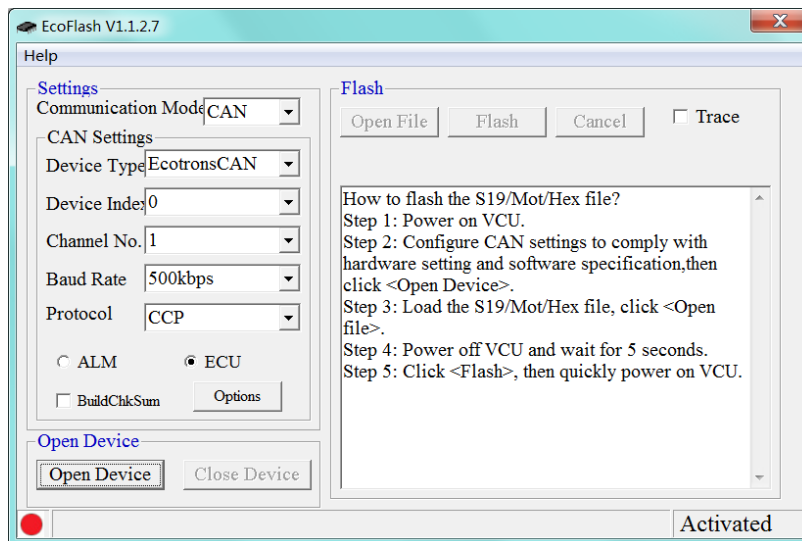 EcoFlash V1.1.2.7
Help
Settings
Communication Mode CAN
CAN Settings
Device Type EcotronsCAN
Device Index 0
Channel No. 1
Baud Rate 500kbps
Protocol CCP
ALM ECU
BuildChkSum Options
Open Device
Open Device Close Device
Flash
Open File Flash Cancel Trace
How to flash the S19/Mot/Hex file?
Step 1: Power on VCU.
Step 2: Configure CAN settings to comply with
hardware setting and software specification,then
click <Open Device>.
Step 3: Load the S19/Mot/Hex file, click <Open
file>.
Step 4: Power off VCU and wait for 5 seconds.
Step 5: Click <Flash>, then quickly power on VCU.
Activated